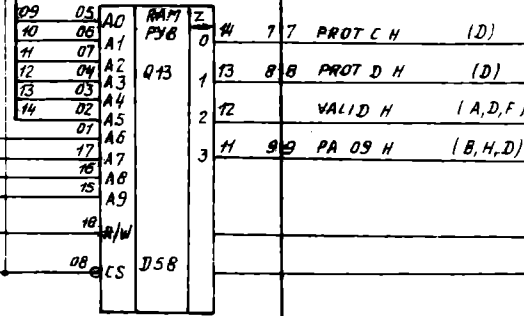 09 05 A0 RAM Z
10 06 A1 РУ8 0 14 7 7 PROT C H (D)
11 07 A2
12 04 A3 Q13 1 13 8 8 PROT D H (D)
13 03 A4
14 02 A5 2 12 VALID H (A,D,F)
01 A6
17 A7 3 11 9 9 PA 09 H (B,H,D)
16 A8
15 A9
10 R/W
08 CS D58